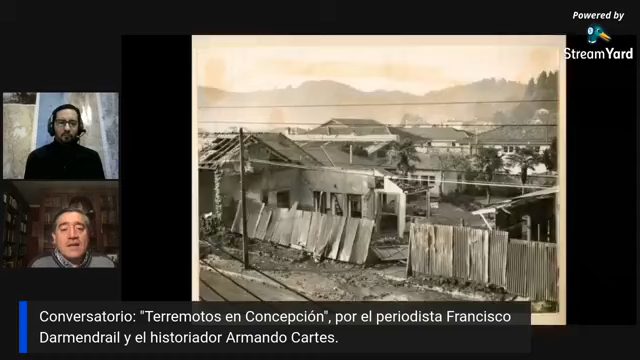 Powered by
StreamYard
Conversatorio: "Terremotos en Concepción", por el periodista Francisco
Darmendrail y el historiador Armando Cartes.